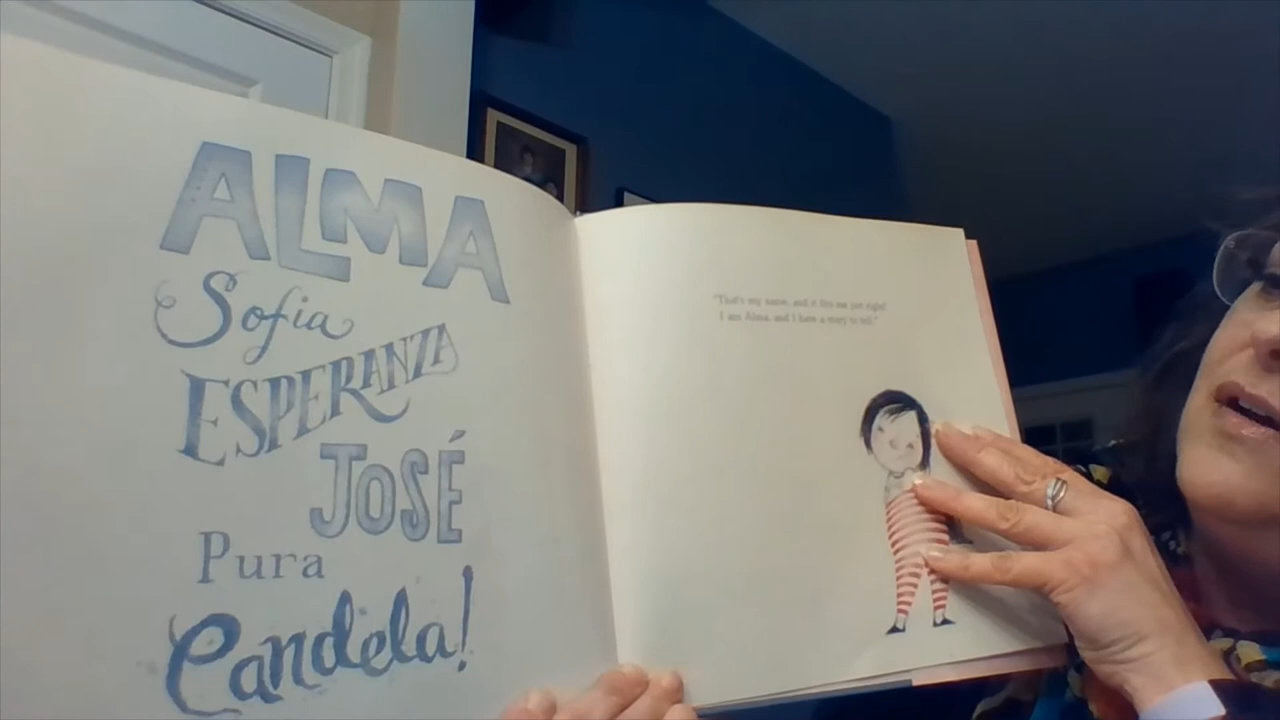 ALMA
Sofia
ESPERANZA
JOSÉ
Pura
Candela!
"That's my name, and it fits me just right!
I am Alma, and I have a story to tell."